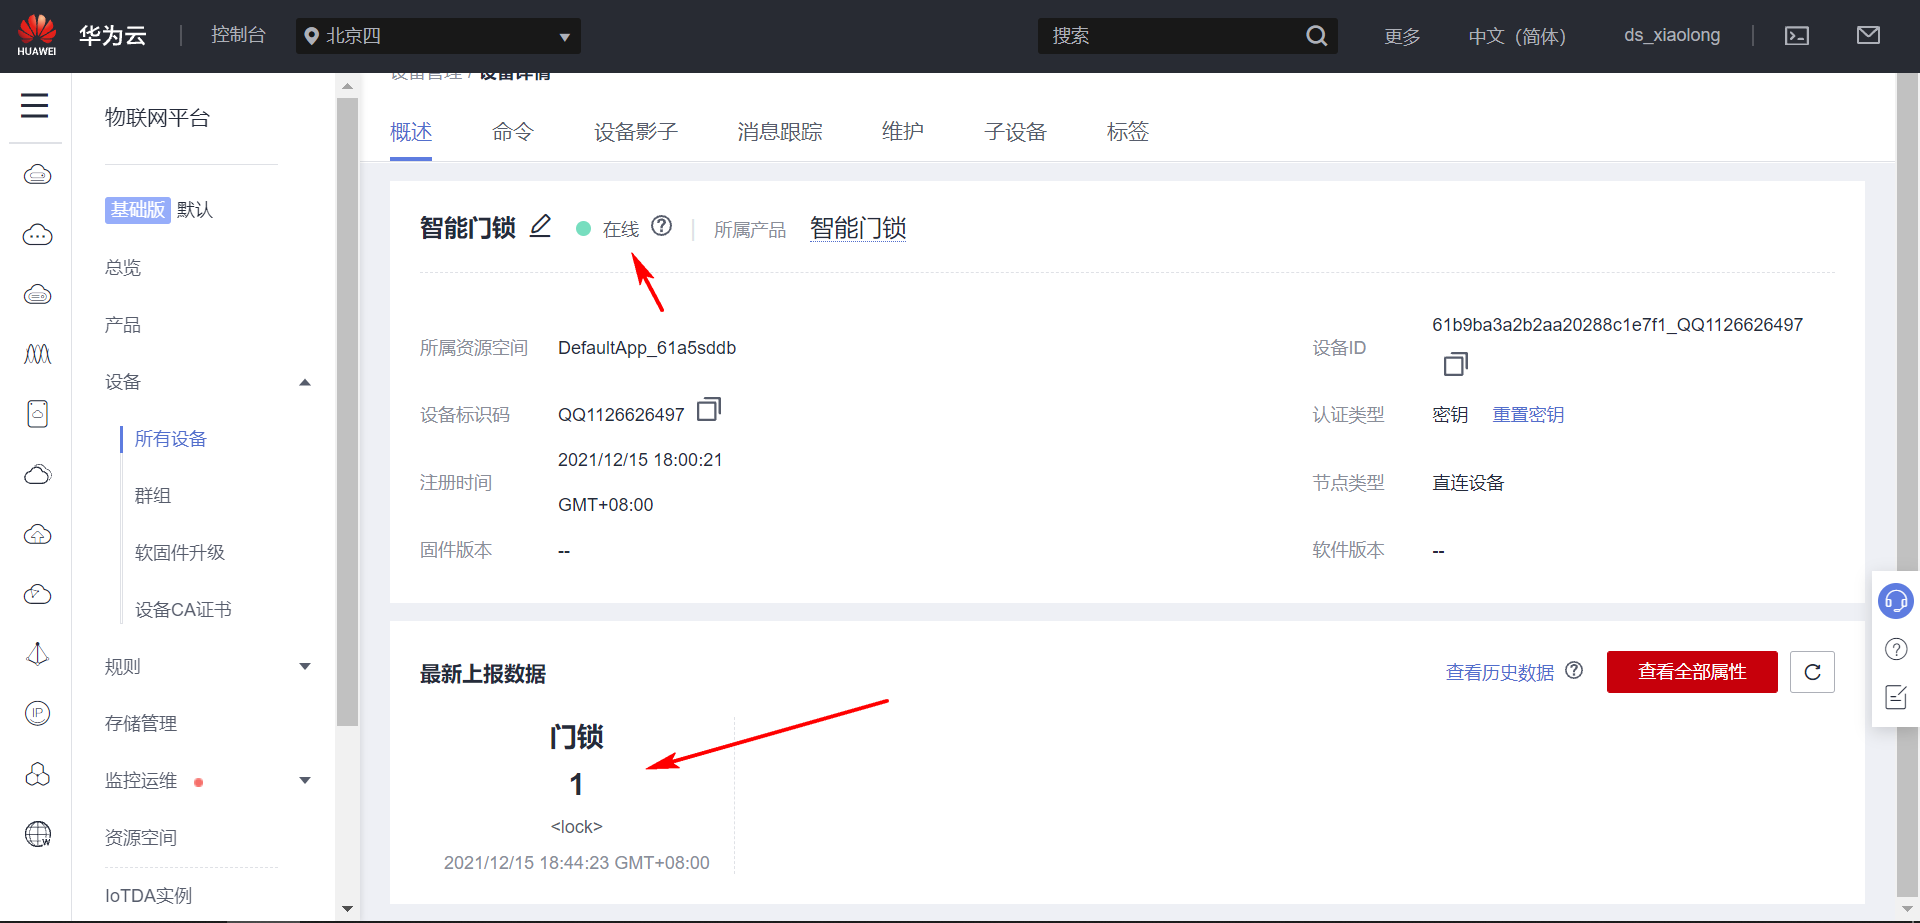 HUAWEI
华为云
控制台
北京四
搜索
更多
中文（简体）
ds_xiaolong
物联网平台
基础版 默认
总览
产品
设备
所有设备
群组
软固件升级
设备CA证书
规则
存储管理
监控运维
资源空间
IoTDA实例
IP
W
设备管理 / 设备详情
概述
命令
设备影子
消息跟踪
维护
子设备
标签
智能门锁
在线
所属产品
智能门锁
所属资源空间
DefaultApp_61a5sddb
设备ID
61b9ba3a2b2aa20288c1e7f1_QQ1126626497
设备标识码
QQ1126626497
认证类型
密钥 重置密钥
注册时间
2021/12/15 18:00:21
GMT+08:00
节点类型
直连设备
固件版本
--
软件版本
--
最新上报数据
查看历史数据
查看全部属性
门锁
1
<lock>
2021/12/15 18:44:23 GMT+08:00